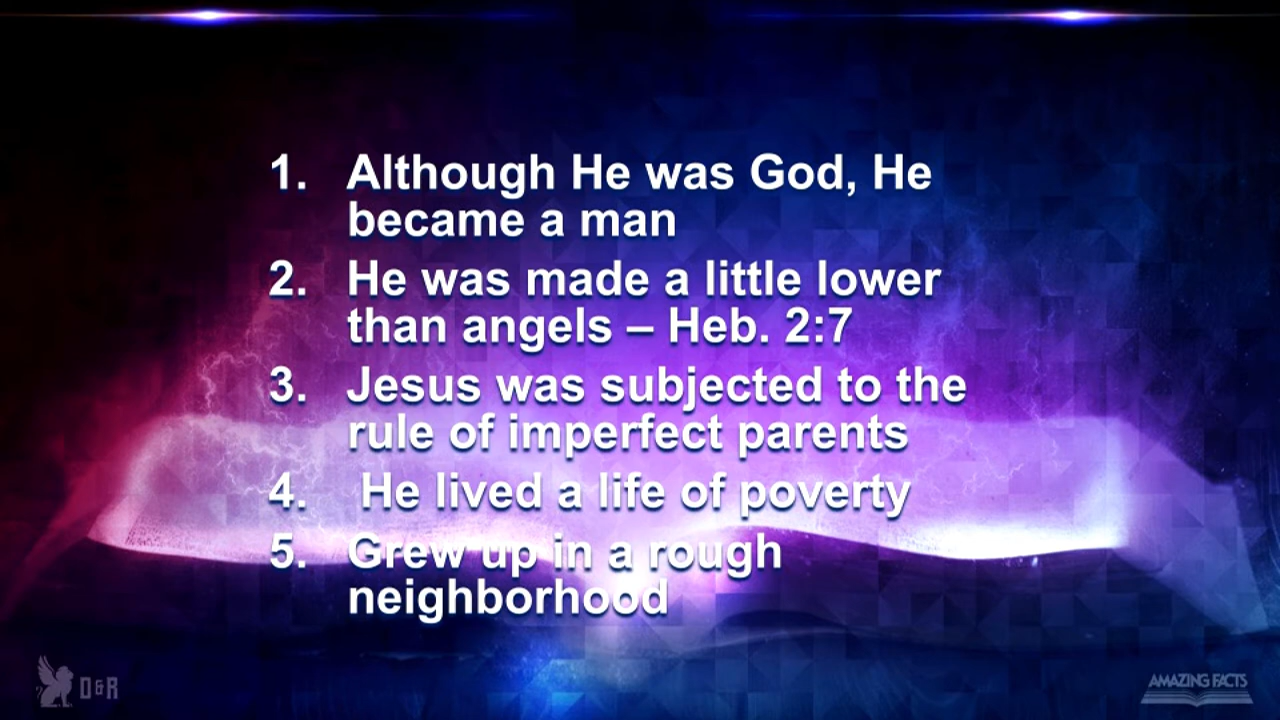 1. Although He was God, He
became a man
2. He was made a little lower
than angels – Heb. 2:7
3. Jesus was subjected to the
rule of imperfect parents
4. He lived a life of poverty
5. Grew up in a rough
neighborhood
D&R
AMAZING FACTS